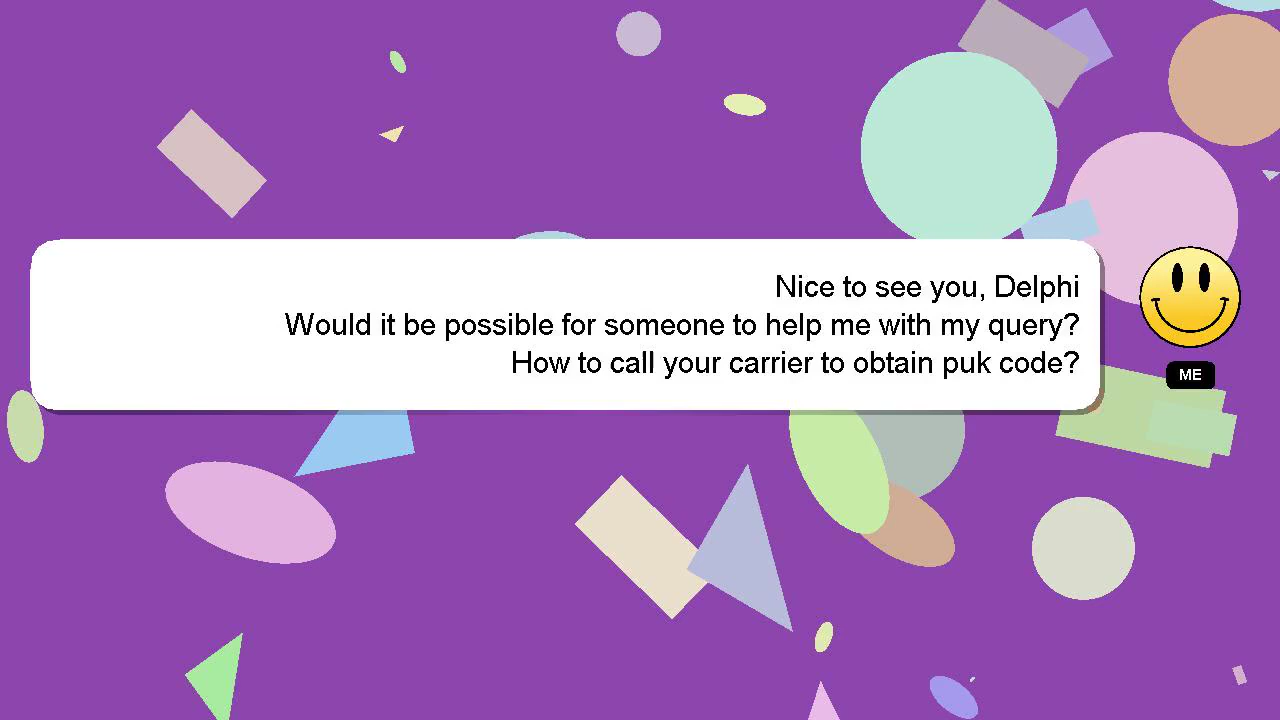 Nice to see you, Delphi
Would it be possible for someone to help me with my query?
How to call your carrier to obtain puk code?
ME